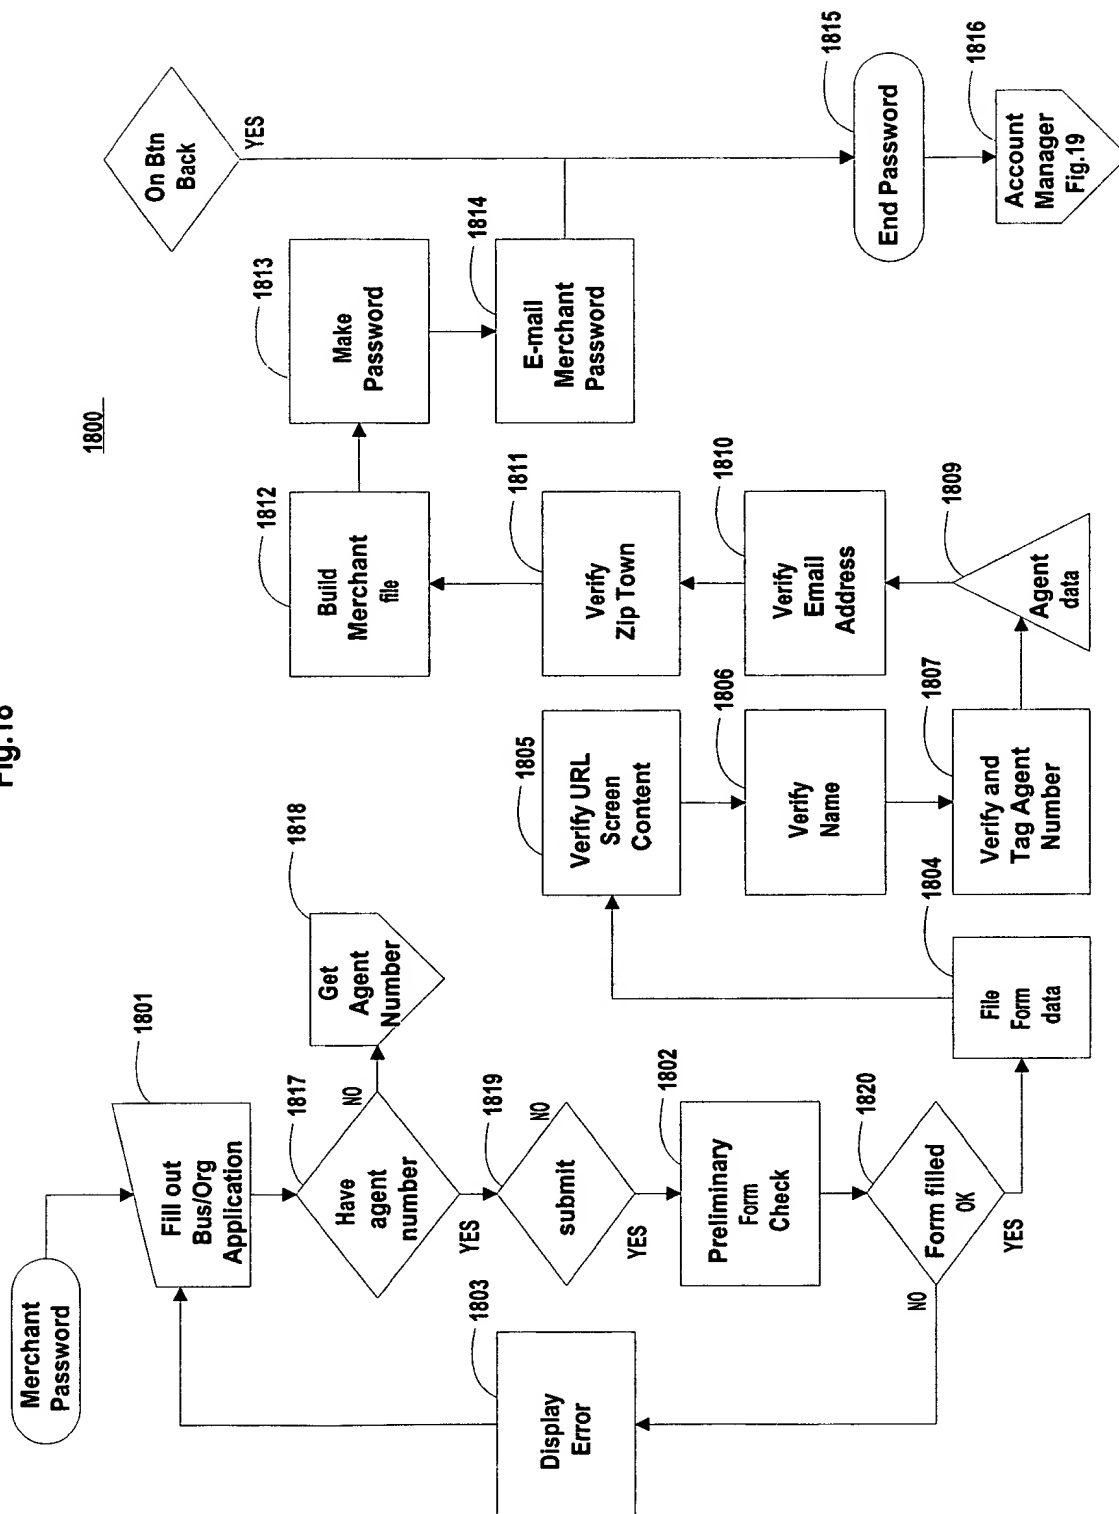 Fig.18
1800
Merchant
Password
1801
Fill out
Bus/Org
Application
1817
Have
agent
number
NO
YES
1818
Get
Agent
Number
1819
submit
NO
YES
1802
Preliminary
Form
Check
1820
Form filled
OK
NO
YES
1803
Display
Error
1804
File
Form
data
1805
Verify URL
Screen
Content
1806
Verify
Name
1807
Verify and
Tag Agent
Number
1809
Agent
data
1810
Verify
Email
Address
1811
Verify
Zip Town
1812
Build
Merchant
file
1813
Make
Password
1814
E-mail
Merchant
Password
On Btn
Back
YES
1815
End Password
1816
Account
Manager
Fig.19